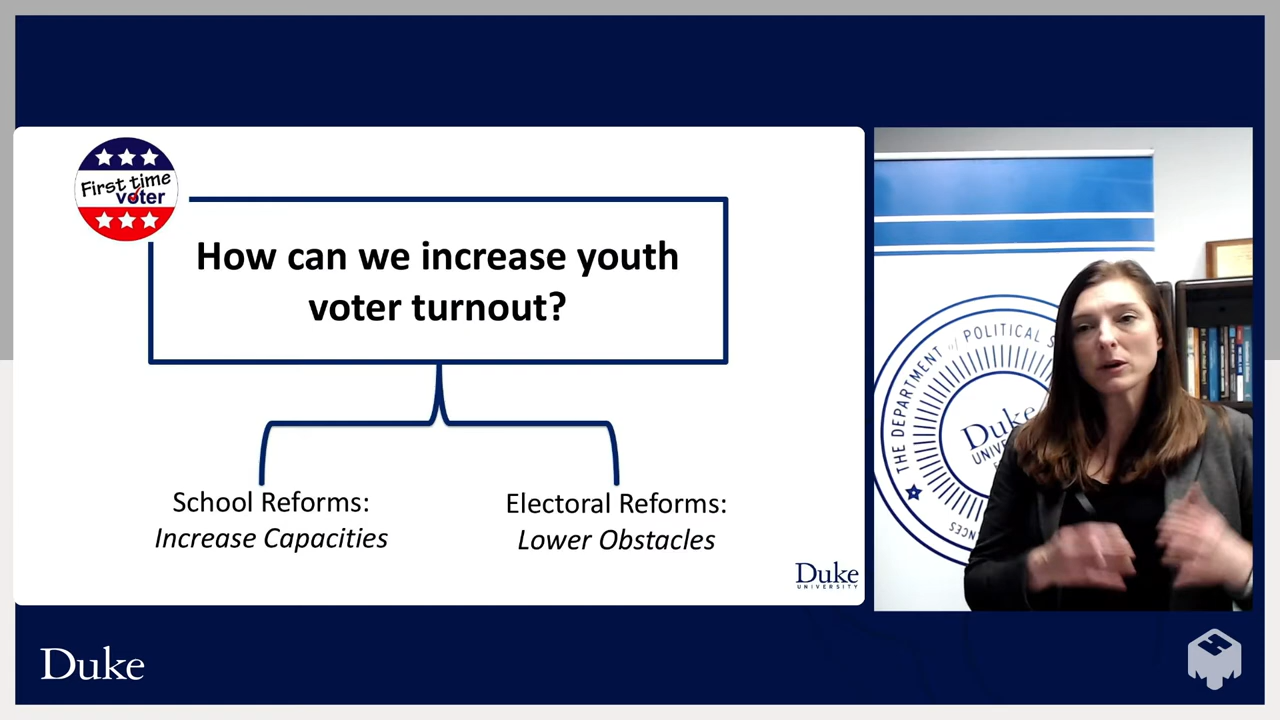 First time
voter
How can we increase youth
voter turnout?
School Reforms:
Increase Capacities
Electoral Reforms:
Lower Obstacles
Duke
UNIVERSITY
THE DEPARTMENT of POLITICAL
Duke
Duke